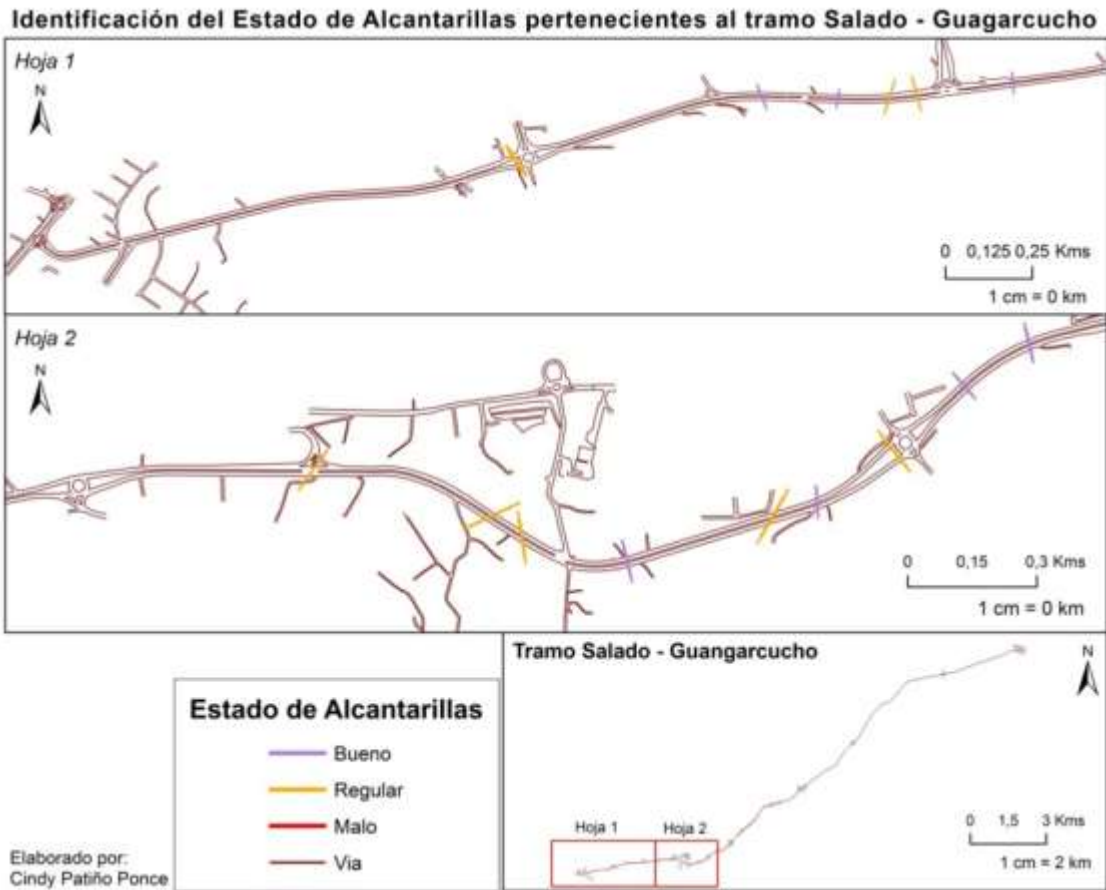 Identificación del Estado de Alcantarillas pertenecientes al tramo Salado - Guagarcucho
Hoja 1
N
0 0,125 0,25 Kms
1 cm = 0 km
Hoja 2
N
0 0,15 0,3 Kms
1 cm = 0 km
Estado de Alcantarillas
Bueno
Regular
Malo
Via
Elaborado por:
Cindy Patiño Ponce
Tramo Salado - Guangarcucho
N
Hoja 1 Hoja 2
0 1,5 3 Kms
1 cm = 2 km